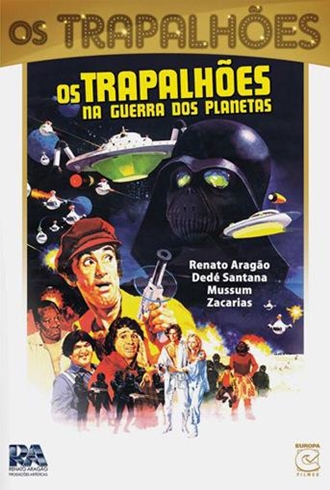 OS TRAPALHÕES
OS TRAPALHÕES
NA GUERRA DOS PLANETAS
Renato Aragão
Dedé Santana
Mussum
Zacarias
RA
RENATO ARAGÃO
PRODUÇÕES ARTÍSTICAS
EUROPA
FILMES